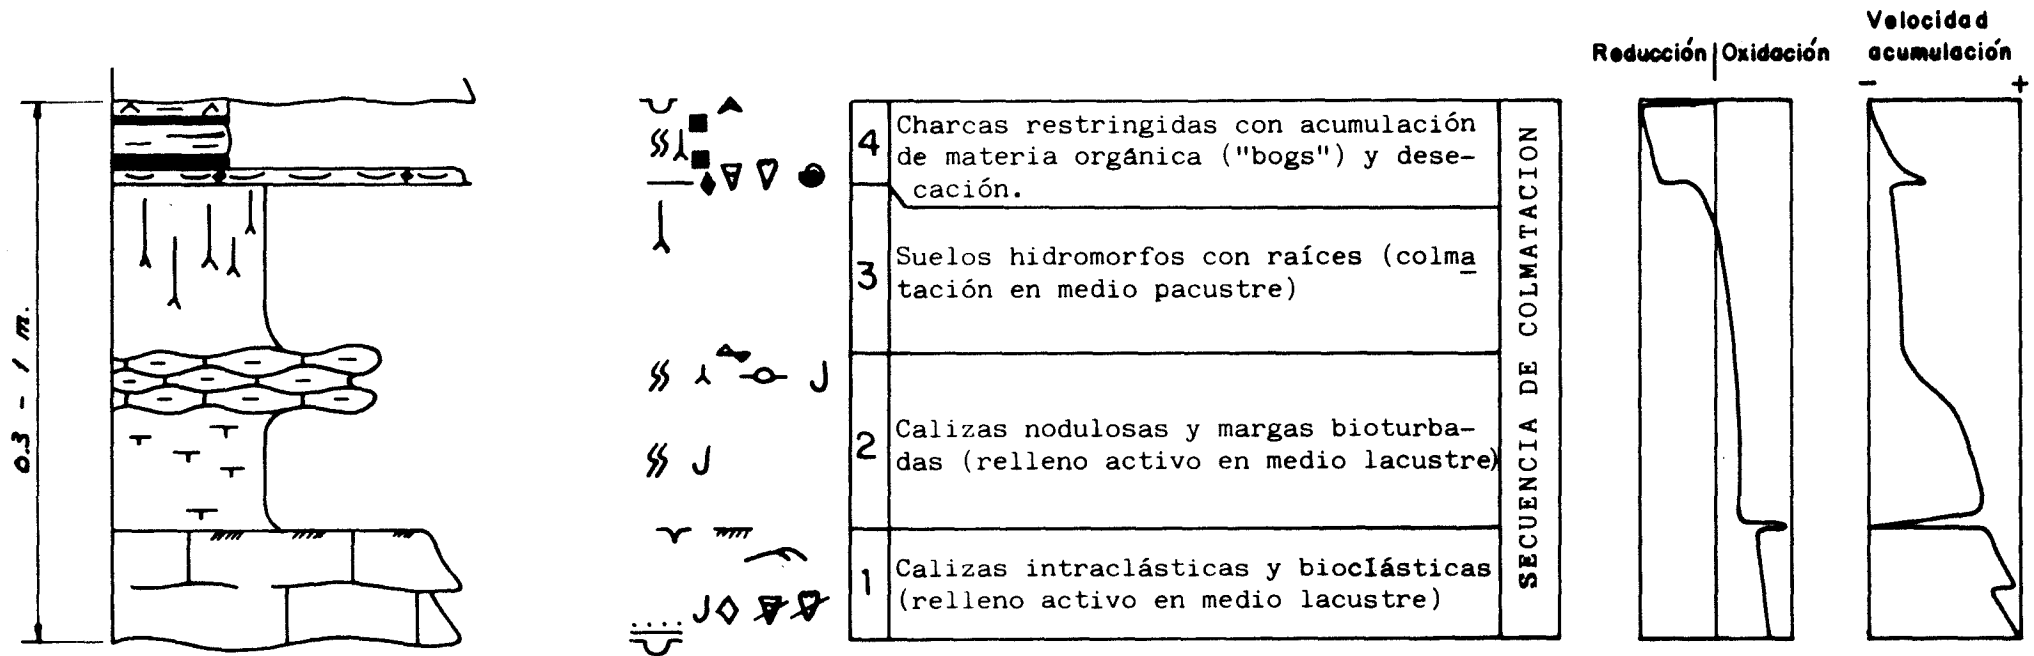 Velocidad
Reducción | Oxidación
acumulación
- +
0.3 - 1 m.
4
Charcas restringidas con acumulación
de materia orgánica ("bogs") y dese-
cación.
3
Suelos hidromorfos con raíces (colma
tación en medio pacustre)
2
Calizas nodulosas y margas bioturba-
das (relleno activo en medio lacustre)
1
Calizas intraclásticas y bioclásticas
(relleno activo en medio lacustre)
SECUENCIA DE COLMATACION